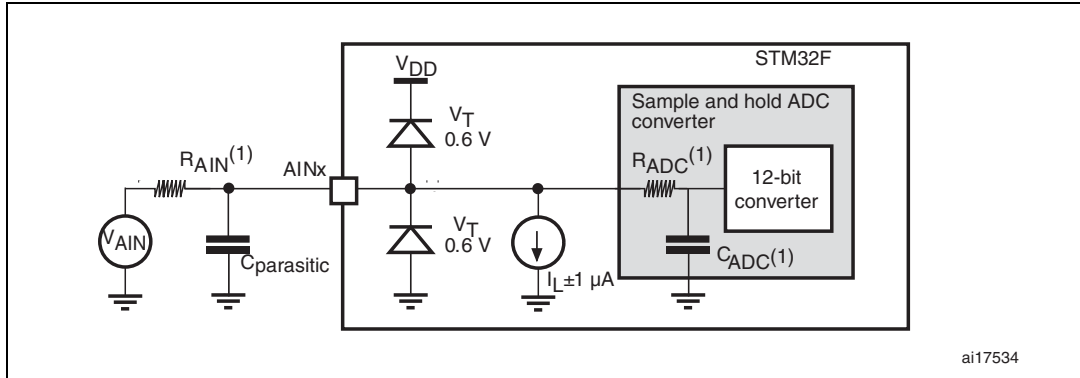 STM32F
VDD
Sample and hold ADC
converter
VT
0.6 V
RAIN(1)
AINx
RADC(1)
12-bit
converter
VT
0.6 V
VAIN
Cparasitic
CADC(1)
IL±1 µA
ai17534